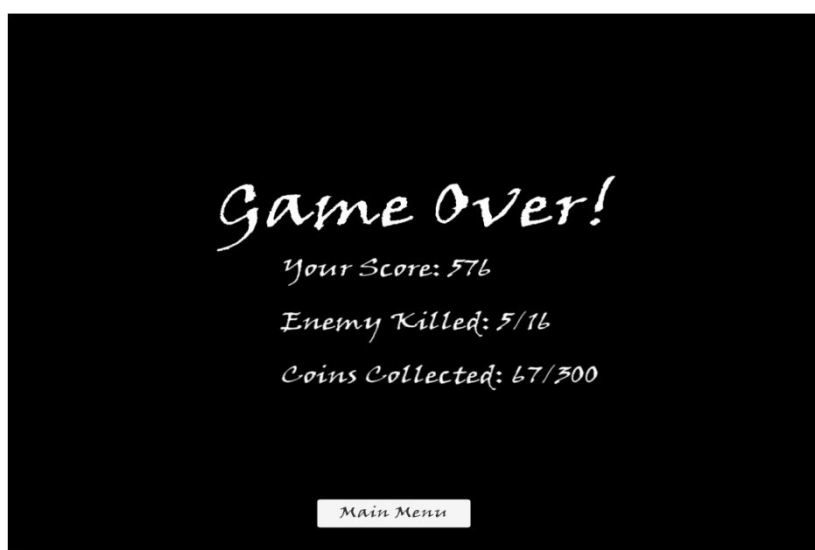 Game Over!
Your Score: 576
Enemy Killed: 5/16
Coins Collected: 67/300
Main Menu